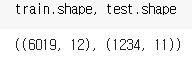 train.shape, test.shape
((6019, 12), (1234, 11))